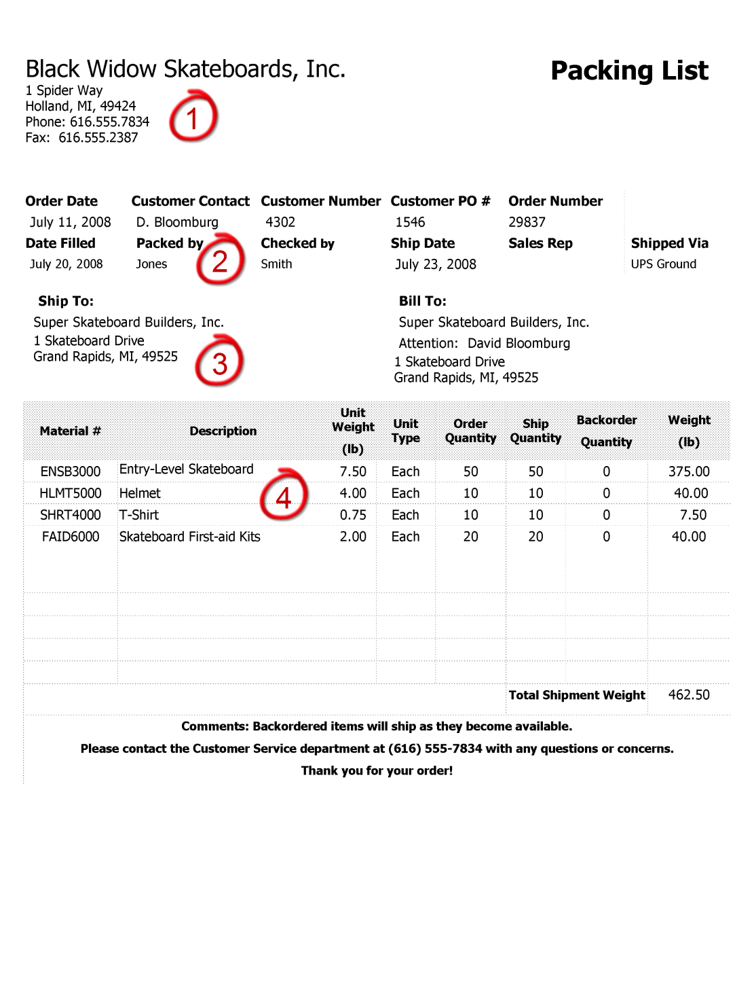 Black Widow Skateboards, Inc. Packing List
1 Spider Way
Holland, MI, 49424
Phone: 616.555.7834
Fax: 616.555.2387
1
Order Date Customer Contact Customer Number Customer PO # Order Number
July 11, 2008 D. Bloomburg 4302 1546 29837
Date Filled Packed by Checked by Ship Date Sales Rep Shipped Via
July 20, 2008 Jones Smith July 23, 2008 UPS Ground
2
Ship To:
Super Skateboard Builders, Inc.
1 Skateboard Drive
Grand Rapids, MI, 49525
3
Bill To:
Super Skateboard Builders, Inc.
Attention: David Bloomburg
1 Skateboard Drive
Grand Rapids, MI, 49525
Material # Description Unit Weight (lb) Unit Type Order Quantity Ship Quantity Backorder Quantity Weight (lb)
ENSB3000 Entry-Level Skateboard 7.50 Each 50 50 0 375.00
HLMT5000 Helmet 4.00 Each 10 10 0 40.00
4
SHRT4000 T-Shirt 0.75 Each 10 10 0 7.50
FAID6000 Skateboard First-aid Kits 2.00 Each 20 20 0 40.00
Total Shipment Weight 462.50
Comments: Backordered items will ship as they become available.
Please contact the Customer Service department at (616) 555-7834 with any questions or concerns.
Thank you for your order!